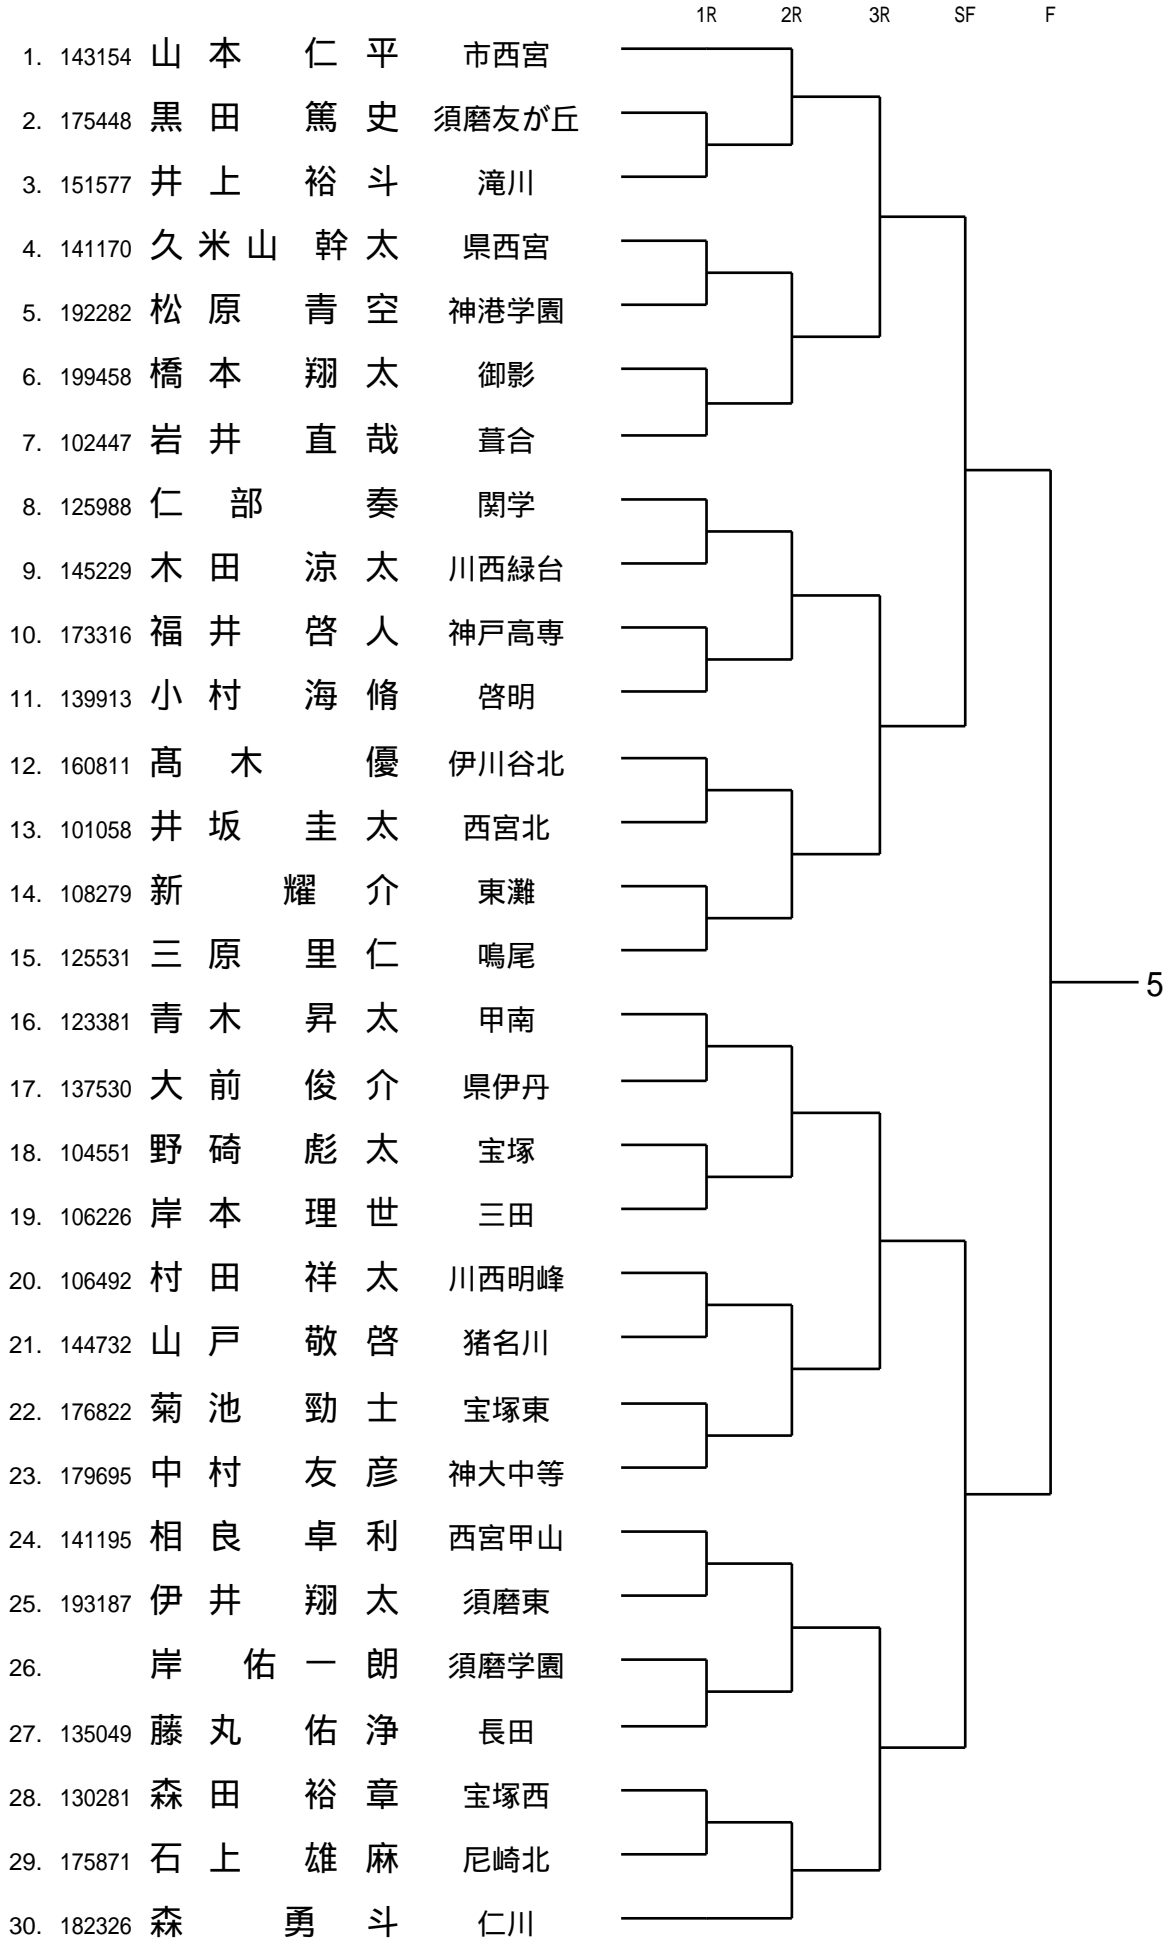 1R 2R 3R SF F
1. 143154 山本 仁平 市西宮
2. 175448 黒田 篤史 須磨友が丘
3. 151577 井上 裕斗 滝川
4. 141170 久米山 幹太 県西宮
5. 192282 松原 青空 神港学園
6. 199458 橋本 翔太 御影
7. 102447 岩井 直哉 葺合
8. 125988 仁部 奏 関学
9. 145229 木田 涼太 川西緑台
10. 173316 福井 啓人 神戸高専
11. 139913 小村 海脩 啓明
12. 160811 髙木 優 伊川谷北
13. 101058 井坂 圭太 西宮北
14. 108279 新 耀介 東灘
15. 125531 三原 里仁 鳴尾
5
16. 123381 青木 昇太 甲南
17. 137530 大前 俊介 県伊丹
18. 104551 野碕 彪太 宝塚
19. 106226 岸本 理世 三田
20. 106492 村田 祥太 川西明峰
21. 144732 山戸 敬啓 猪名川
22. 176822 菊池 勁士 宝塚東
23. 179695 中村 友彦 神大中等
24. 141195 相良 卓利 西宮甲山
25. 193187 伊井 翔太 須磨東
26. 岸 佑一朗 須磨学園
27. 135049 藤丸 佑浄 長田
28. 130281 森田 裕章 宝塚西
29. 175871 石上 雄麻 尼崎北
30. 182326 森 勇斗 仁川